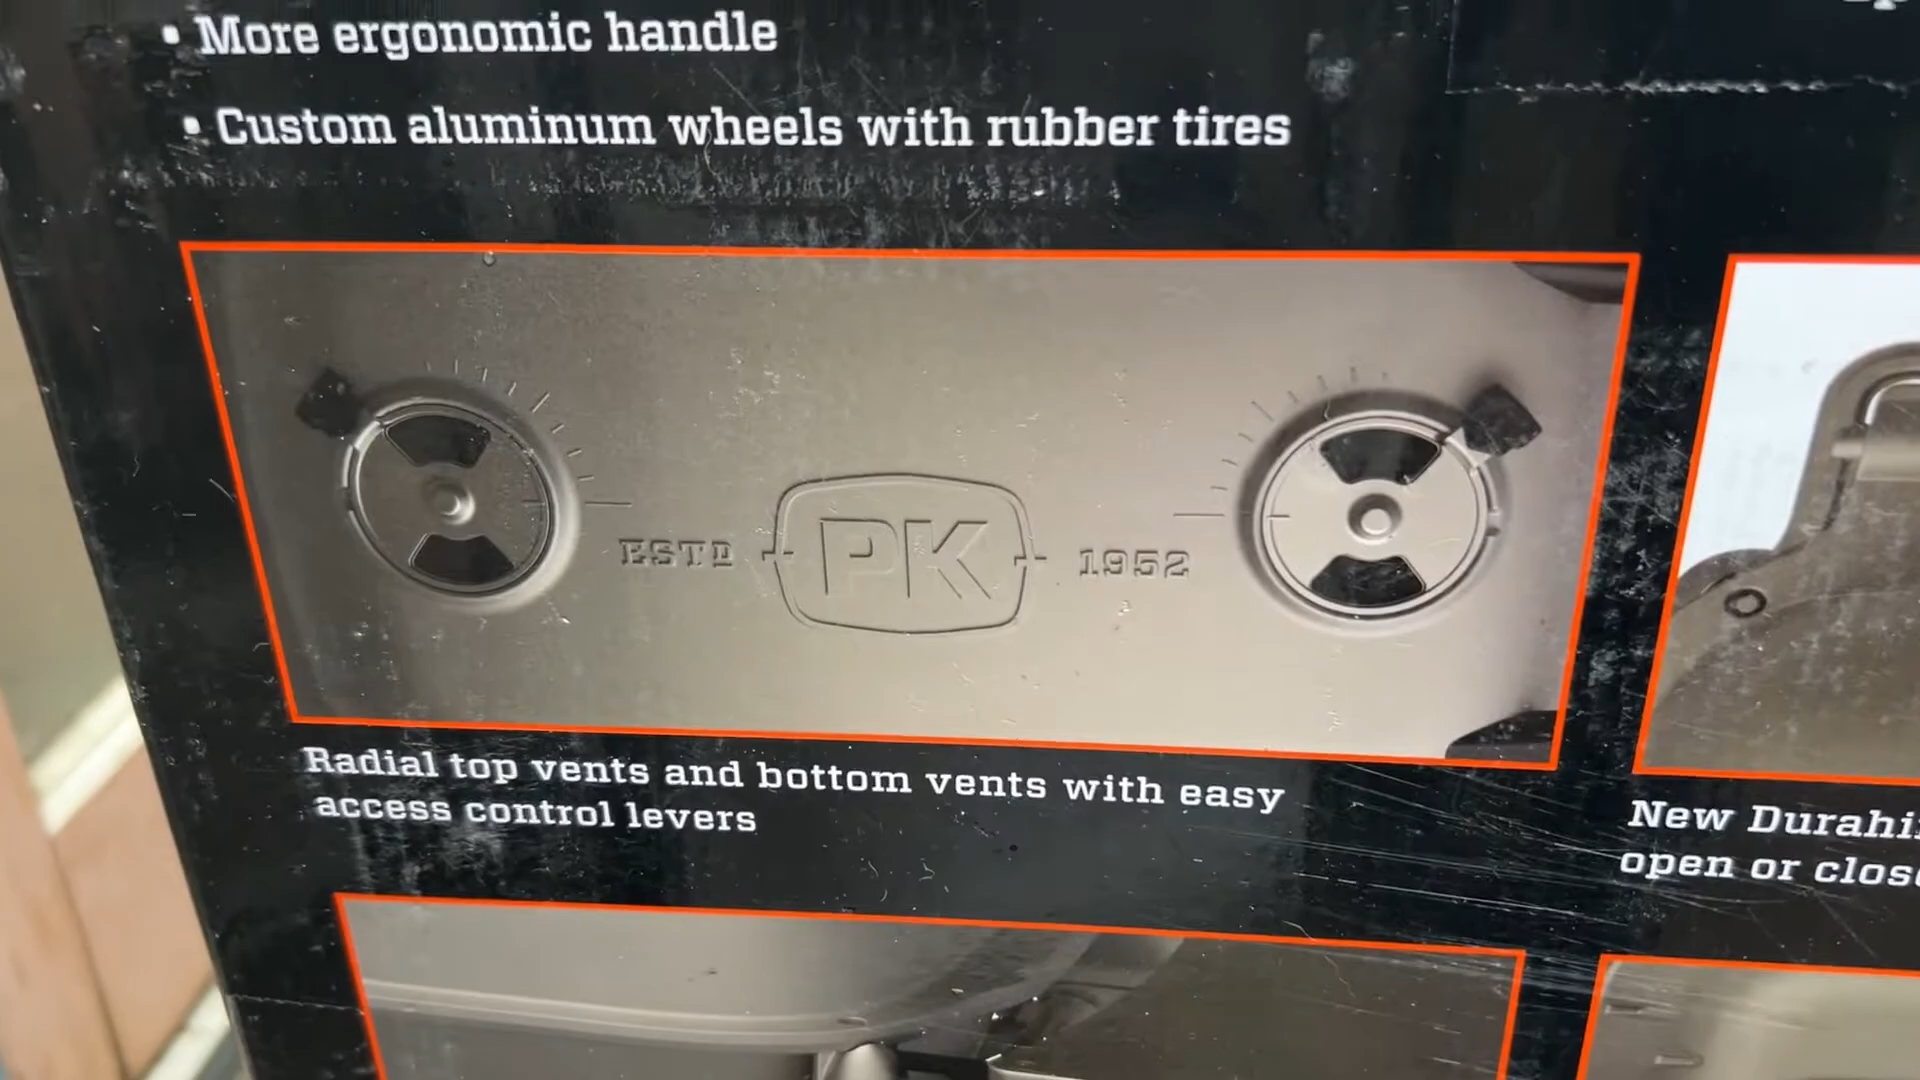 • More ergonomic handle
• Custom aluminum wheels with rubber tires
ESTD PK 1952
Radial top vents and bottom vents with easy
access control levers
New
open or